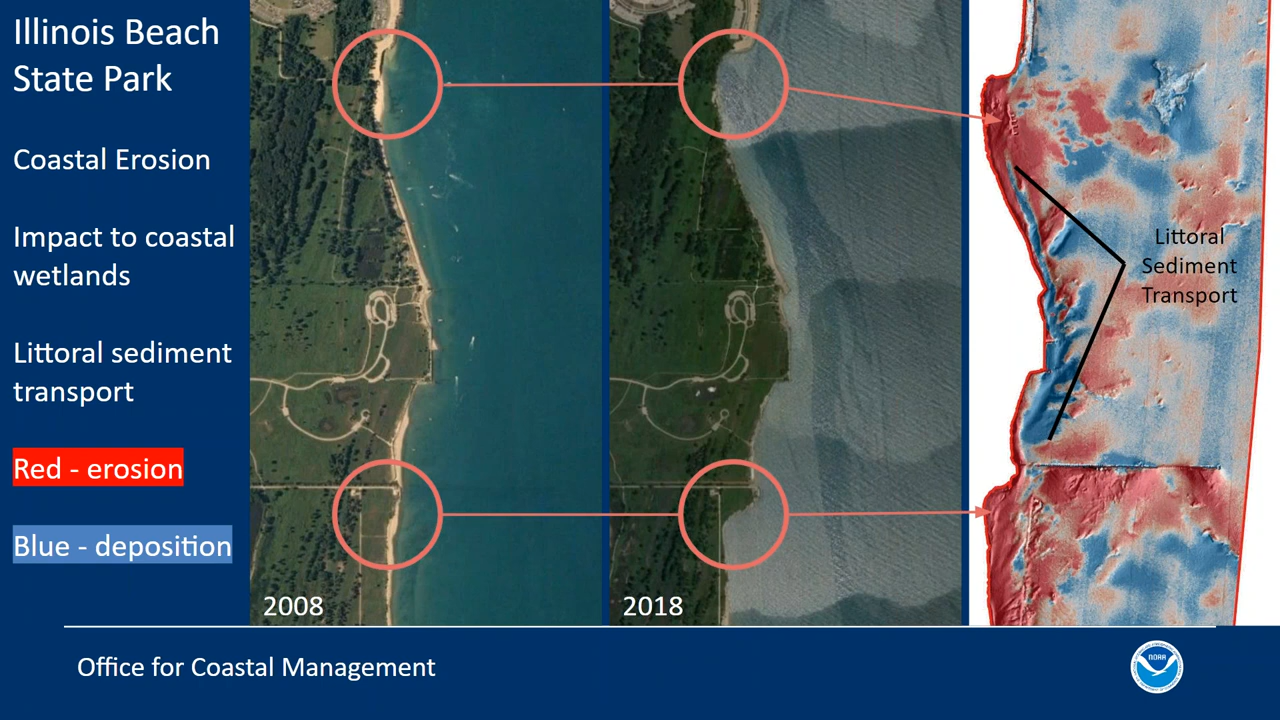 Illinois Beach
State Park
Coastal Erosion
Impact to coastal
wetlands
Littoral sediment
transport
Red - erosion
Blue - deposition
2008
2018
Littoral
Sediment
Transport
Office for Coastal Management
NOAA